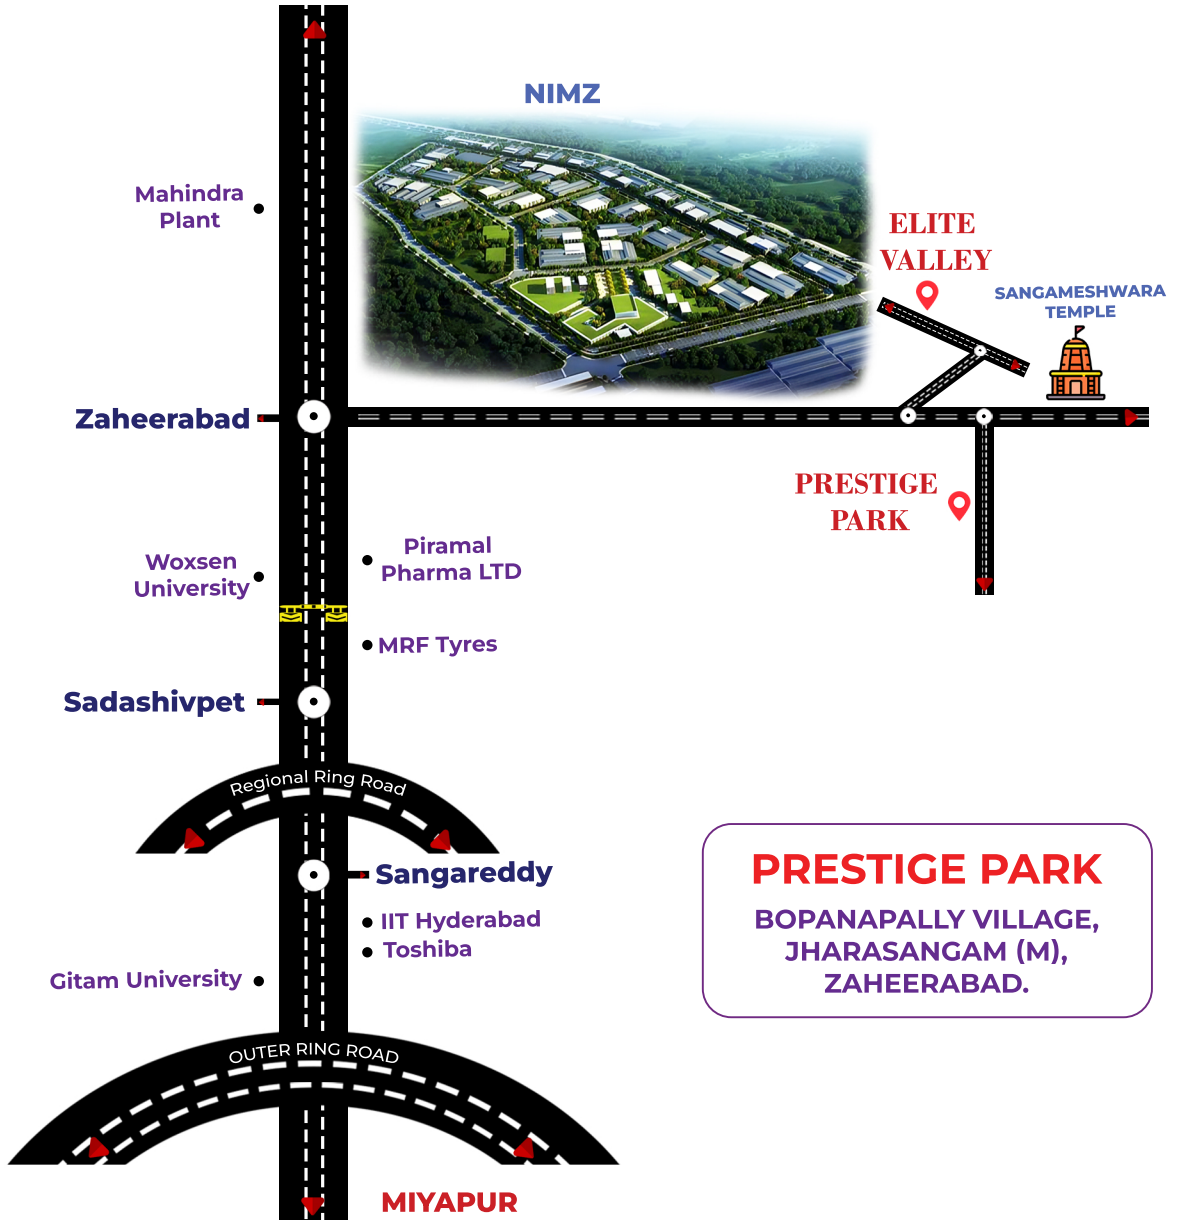 NIMZ
Mahindra
Plant
ELITE
VALLEY
SANGAMESHWARA
TEMPLE
Zaheerabad
PRESTIGE
PARK
Woxsen
University
Piramal
Pharma LTD
MRF Tyres
Sadashivpet
Regional Ring Road
Sangareddy
IIT Hyderabad
Toshiba
Gitam University
PRESTIGE PARK
BOPANAPALLY VILLAGE,
JHARASANGAM (M),
ZAHEERABAD.
OUTER RING ROAD
MIYAPUR